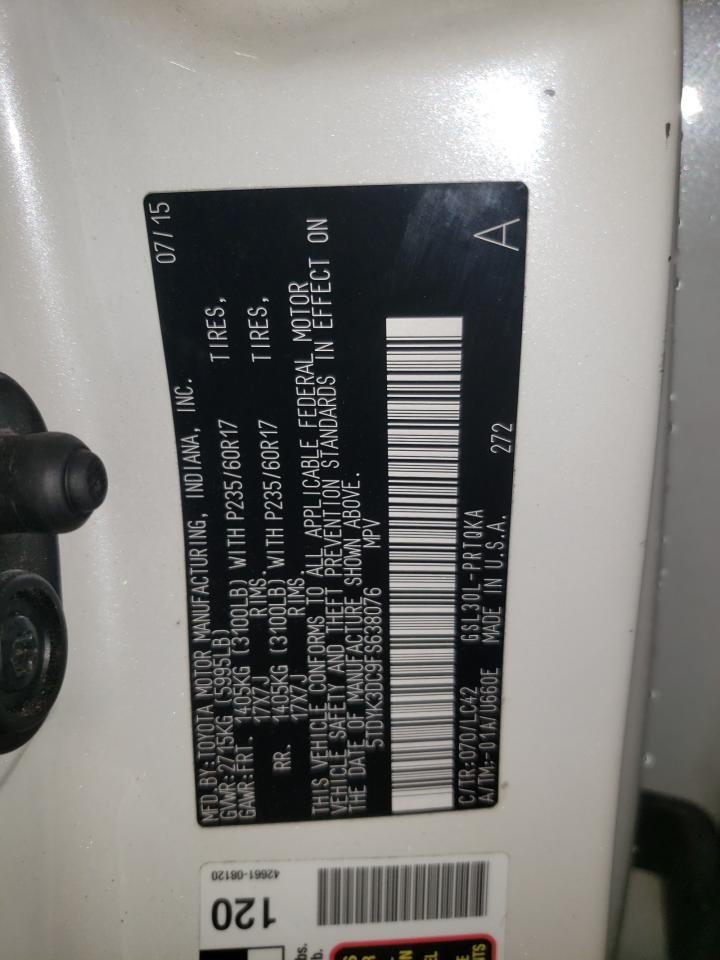 MFD.BY:TOYOTA MOTOR MANUFACTURING, INDIANA, INC. 07/15
GVWR:2715KG (5995LB)
GAWR:FRT. 1405KG (3100LB) WITH P235/60R17 TIRES,
17X7J RIMS.
RR. 1405KG (3100LB) WITH P235/60R17 TIRES,
17X7J RIMS.
THIS VEHICLE CONFORMS TO ALL APPLICABLE FEDERAL MOTOR
VEHICLE SAFETY AND THEFT PREVENTION STANDARDS IN EFFECT ON
THE DATE OF MANUFACTURE SHOWN ABOVE.
5TDYK3DC9FS638076 MPV
C/TR:070/LC42 GSL30L-PRTQKA 272
A/TM:-01A/U660E MADE IN U.S.A.
A
42661-08120
120